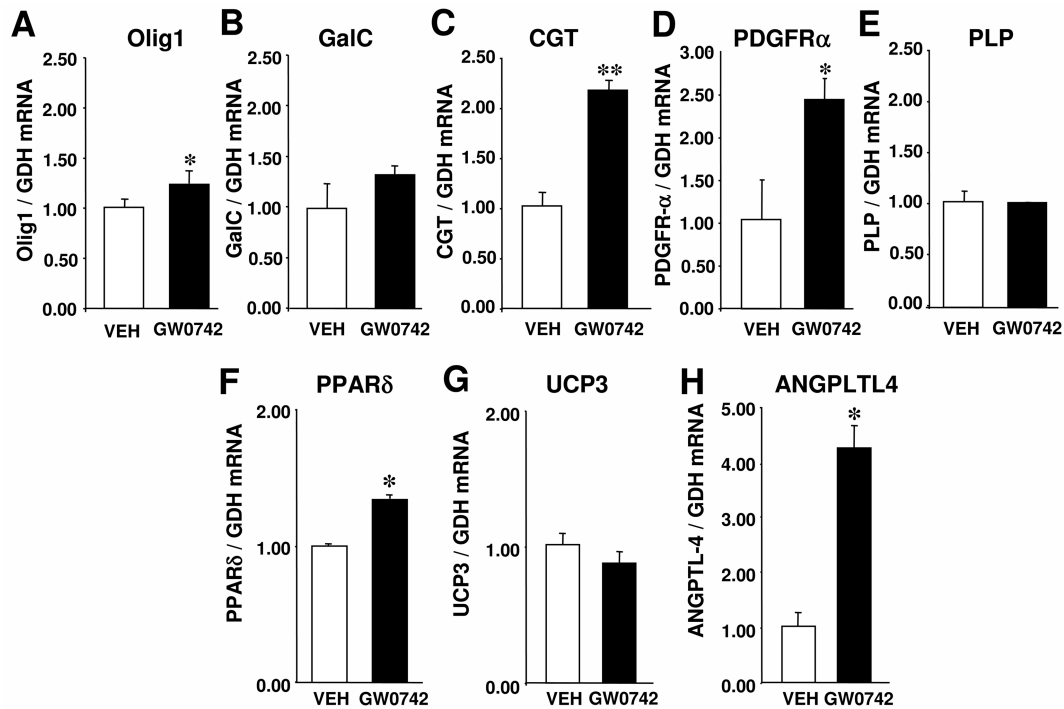 A
Olig1
Olig1 / GDH mRNA
2.50
2.00
1.50
1.00
0.50
0.00
*
VEH
GW0742
B
GalC
GalC / GDH mRNA
2.50
2.00
1.50
1.00
0.50
0.00
VEH
GW0742
C
CGT
CGT / GDH mRNA
2.50
2.00
1.50
1.00
0.50
0.00
**
VEH
GW0742
D
PDGFRα
PDGFR-α / GDH mRNA
3.00
2.50
2.00
1.50
1.00
0.50
0.00
*
VEH
GW0742
E
PLP
PLP / GDH mRNA
2.50
2.00
1.50
1.00
0.50
0.00
VEH
GW0742
F
PPARδ
PPARδ / GDH mRNA
2.00
1.00
0.00
*
VEH
GW0742
G
UCP3
UCP3 / GDH mRNA
2.00
1.00
0.00
VEH
GW0742
H
ANGPLTL4
ANGPTL-4 / GDH mRNA
5.00
4.00
4.00
2.00
1.00
0.00
*
VEH
GW0742